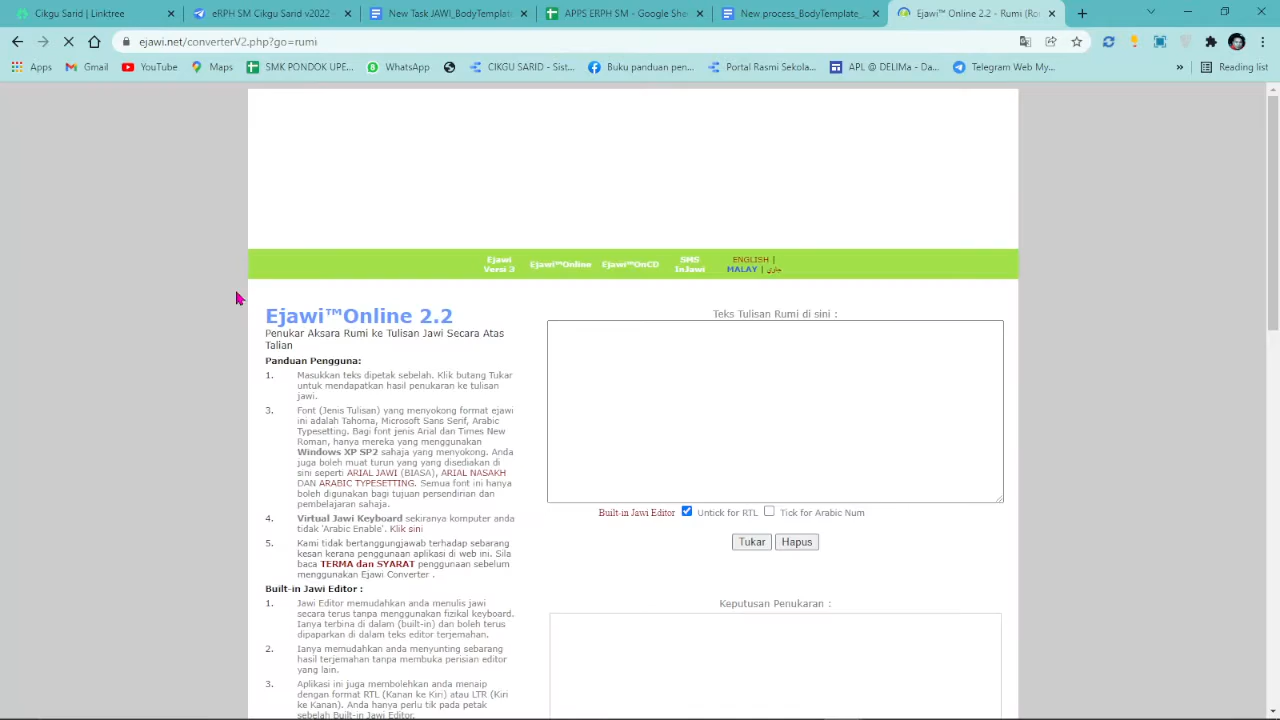 Cikgu Sarid | Linktree
eRPH SM Cikgu Sarid v2022
New Task JAWI_BodyTemplat
APPS ERPH SM - Google She
New process_BodyTemplate_
Ejawi™ Online 2.2 - Rumi (Ro
ejawi.net/converterV2.php?go=rumi
Apps
Gmail
YouTube
Maps
SMK PONDOK UPE...
WhatsApp
CIKGU SARID - Sist...
Buku panduan pen...
Portal Rasmi Sekola...
APL @ DELIMa - Da...
Telegram Web My...
»
Reading list
Ejawi
Versi 3
Ejawi™Online
Ejawi™OnCD
SMS
InJawi
ENGLISH |
MALAY | جاوي
Ejawi™Online 2.2
Penukar Aksara Rumi ke Tulisan Jawi Secara Atas
Talian
Panduan Pengguna:
1. Masukkan teks dipetak sebelah. Klik butang Tukar
untuk mendapatkan hasil penukaran ke tulisan
jawi.
3. Font (Jenis Tulisan) yang menyokong format ejawi
ini adalah Tahoma, Microsoft Sans Serif, Arabic
Typesetting. Bagi font jenis Arial dan Times New
Roman, hanya mereka yang menggunakan
Windows XP SP2 sahaja yang menyokong. Anda
juga boleh muat turun yang yang disediakan di
sini seperti ARIAL JAWI (BIASA), ARIAL NASAKH
DAN ARABIC TYPESETTING. Semua font ini hanya
boleh digunakan bagi tujuan persendirian dan
pembelajaran sahaja.
4. Virtual Jawi Keyboard sekiranya komputer anda
tidak 'Arabic Enable'. Klik sini
5. Kami tidak bertanggungjawab terhadap sebarang
kesan kerana penggunaan aplikasi di web ini. Sila
baca TERMA dan SYARAT penggunaan sebelum
menggunakan Ejawi Converter .
Built-in Jawi Editor :
1. Jawi Editor memudahkan anda menulis jawi
secara terus tanpa menggunakan fizikal keyboard.
Ianya terbina di dalam (built-in) dan boleh terus
dipaparkan di dalam teks editor terjemahan.
2. Ianya memudahkan anda menyunting sebarang
hasil terjemahan tanpa membuka perisian editor
yang lain.
3. Aplikasi ini juga membolehkan anda menaip
dengan format RTL (Kanan ke Kiri) atau LTR (Kiri
ke Kanan). Anda hanya perlu tik pada petak
sebelah Built-in Jawi Editor.
Teks Tulisan Rumi di sini :
Built-in Jawi Editor Untick for RTL Tick for Arabic Num
Tukar Hapus
Keputusan Penukaran :